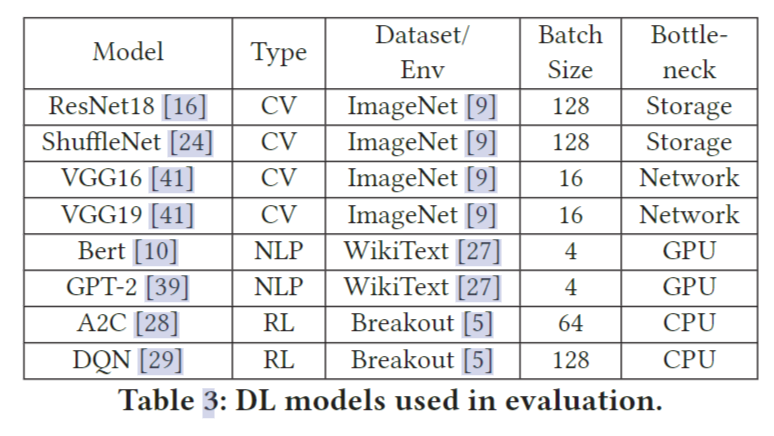 Model Type Dataset/ Env Batch Size Bottle- neck
ResNet18 [16] CV ImageNet [9] 128 Storage
ShuffleNet [24] CV ImageNet [9] 128 Storage
VGG16 [41] CV ImageNet [9] 16 Network
VGG19 [41] CV ImageNet [9] 16 Network
Bert [10] NLP WikiText [27] 4 GPU
GPT-2 [39] NLP WikiText [27] 4 GPU
A2C [28] RL Breakout [5] 64 CPU
DQN [29] RL Breakout [5] 128 CPU
Table 3: DL models used in evaluation.